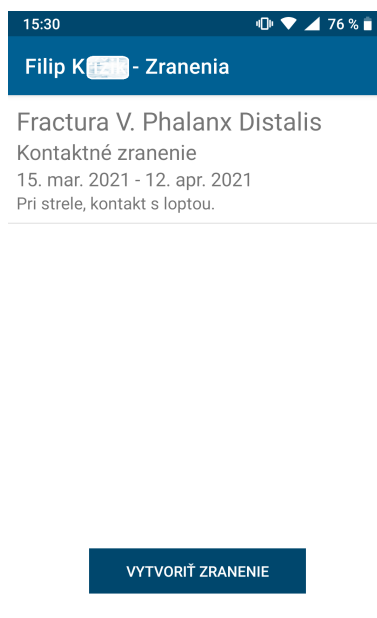 15:30 76 %
Filip K - Zranenia
Fractura V. Phalanx Distalis
Kontaktné zranenie
15. mar. 2021 - 12. apr. 2021
Pri strele, kontakt s loptou.
VYTVORIŤ ZRANENIE